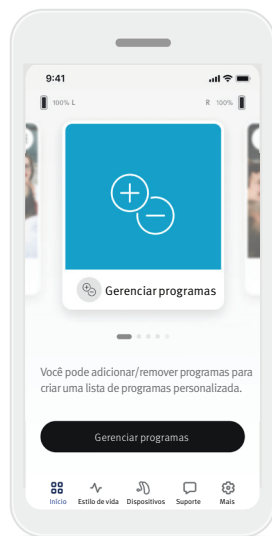 9:41
100% L
R 100%
Gerenciar programas
Você pode adicionar/remover programas para
criar uma lista de programas personalizada.
Gerenciar programas
Início Estilo de vida Dispositivos Suporte Mais